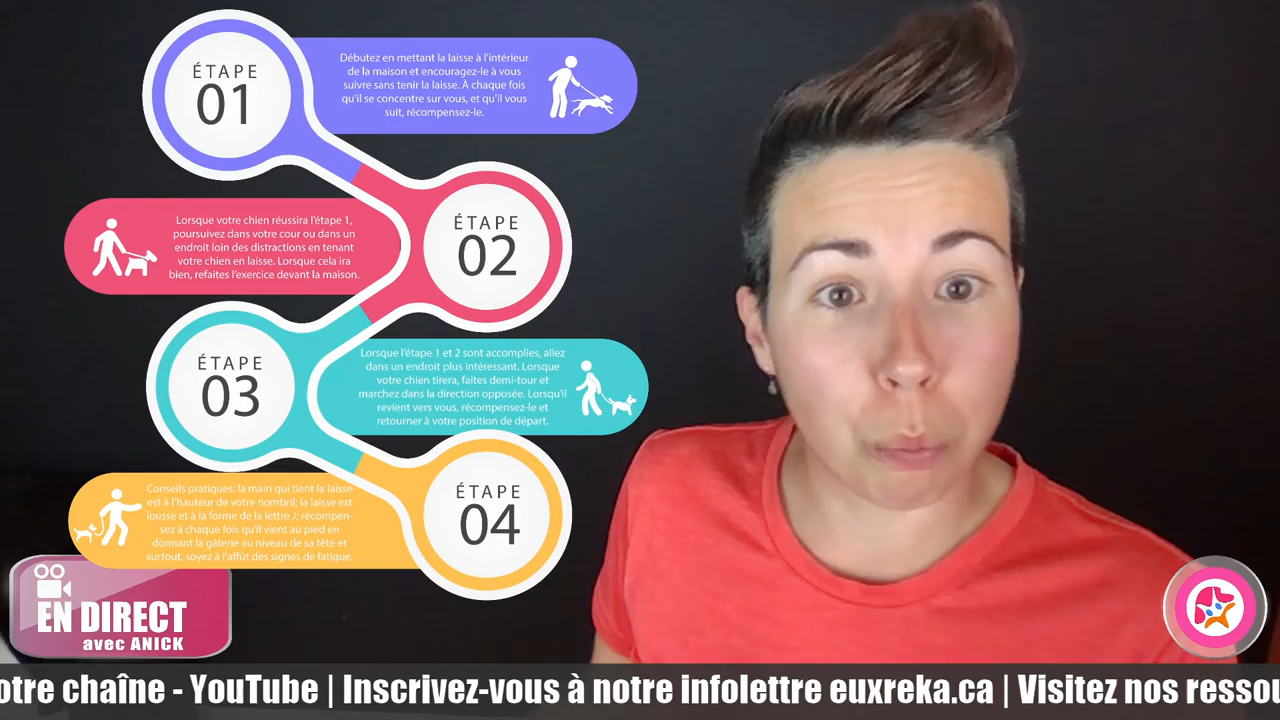 ÉTAPE
01
Débutez en mettant la laisse à l'intérieur
de la maison et encouragez-le à vous
suivre sans tenir la laisse. À chaque fois
qu'il se concentre sur vous, et qu'il vous
suit, récompensez-le.
Lorsque votre chien réussira l'étape 1,
poursuivez dans votre cour ou dans un
endroit loin des distractions en tenant
votre chien en laisse. Lorsque cela ira
bien, refaites l'exercice devant la maison.
ÉTAPE
02
ÉTAPE
03
Lorsque l'étape 1 et 2 sont accomplies, allez
dans un endroit plus intéressant. Lorsque
votre chien tirera, faites demi-tour et
marchez dans la direction opposée. Lorsqu'il
revient vers vous, récompensez-le et
retourner à votre position de départ.
Conseils pratiques: la main qui tient la laisse
est à l'hauteur de votre nombril; la laisse est
lousse et à la forme de la lettre J; récompen-
sez à chaque fois qu'il vient au pied en
donnant la gâterie au niveau de sa tête et
surtout, soyez à l'affût des signes de fatigue.
ÉTAPE
04
EN DIRECT
avec ANICK
otre chaîne - YouTube | Inscrivez-vous à notre infolettre euxreka.ca | Visitez nos ressou